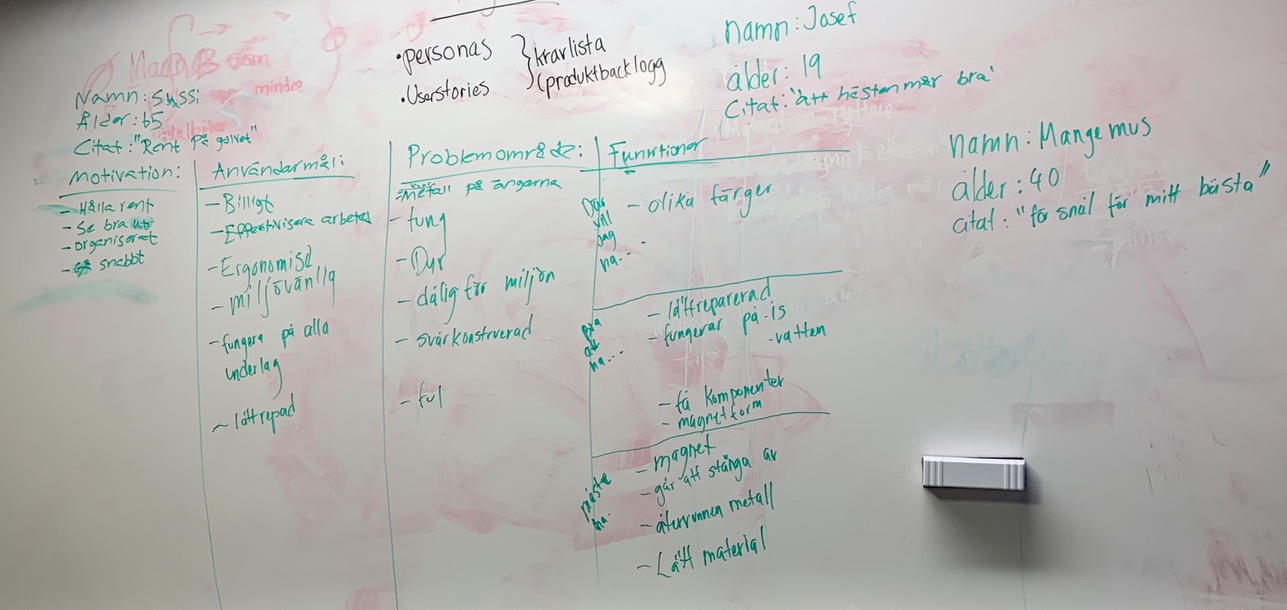 • personas
• Userstories
kravlista
(produktbacklogg
mindre
Namn: Sussi
Ålder: 65
Citat: "Rent på golvet"
namn: Josef
ålder: 19
Citat: "att hästen mår bra"
namn: Mangemus
ålder: 40
citat: "för snål för mitt bästa"
Motivation:
- Hålla rent
- Se bra ut
- organiserat
- snabbt
Användarmål:
- Billigt
- Effektivisera arbetet
- Ergonomisk
- miljövänlig
- fungera på alla
underlag
- lättrepad
Problemområde:
- Metall på ängarna
- tung
- Dyr
- dålig för miljön
- svårkonstruerad
- ful
Funktioner
Det
vill
jag
ha...
- olika färger
-
Bra
att
ha...
- lättreparerad
- fungerar på - is
- vatten
- få komponenter
- magnetform
måste
ha.
- magnet
- går att stänga av
- återvunnen metall
- Lätt material